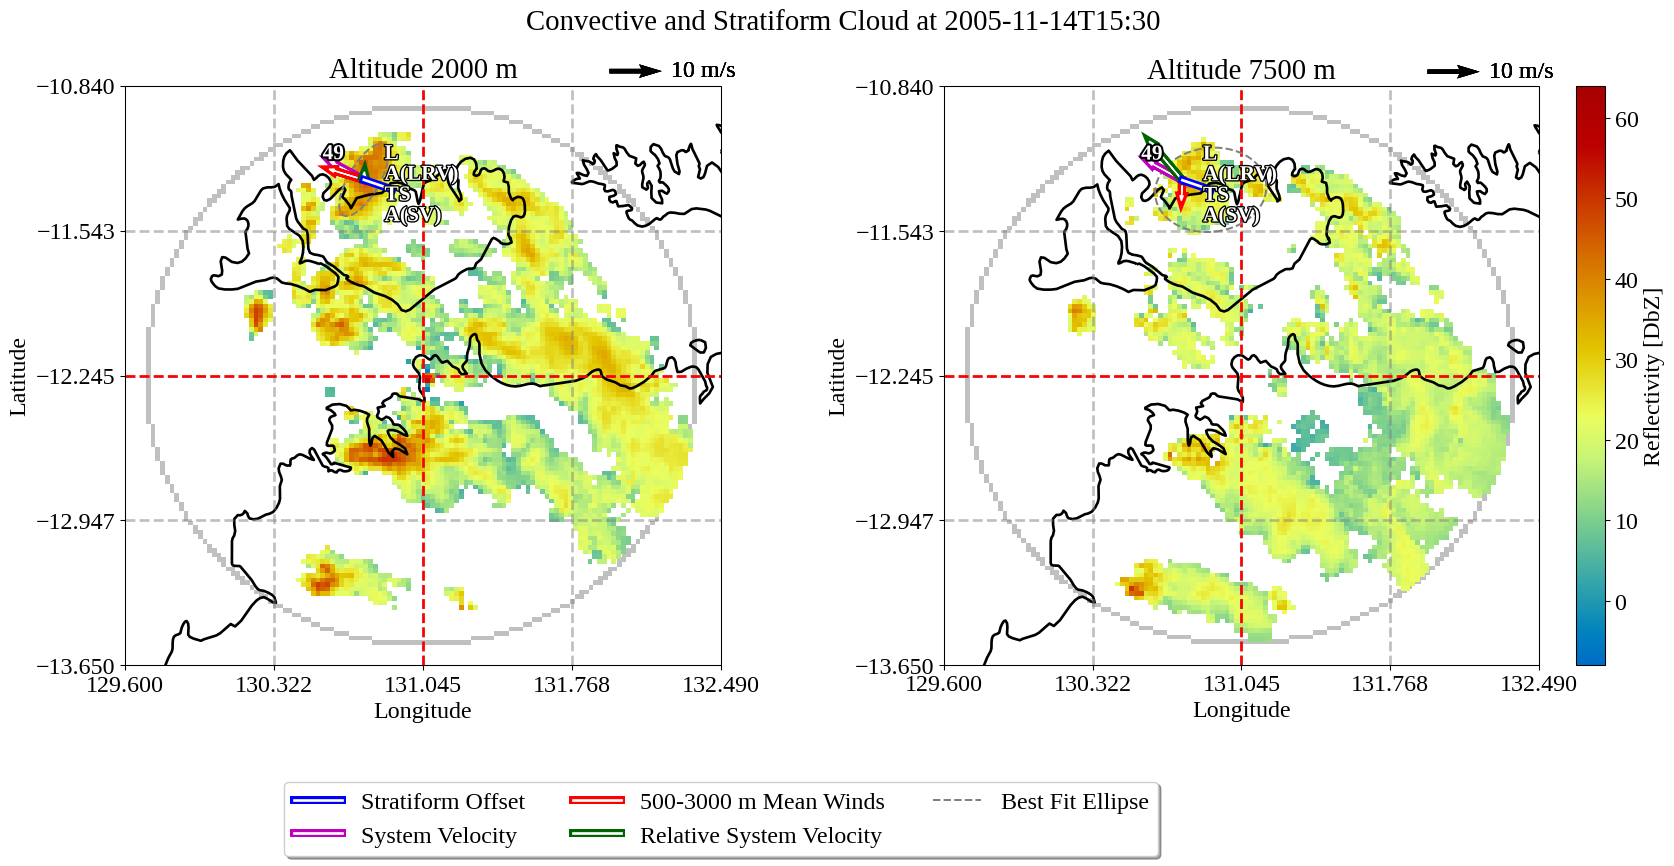 Convective and Stratiform Cloud at 2005-11-14T15:30
Altitude 2000 m
10 m/s
Altitude 7500 m
10 m/s
−10.840
−11.543
−12.245
−12.947
−13.650
Latitude
129.600
130.322
131.045
131.768
132.490
Longitude
49
L
A(LRV)
TS
A(SV)
−10.840
−11.543
−12.245
−12.947
−13.650
Latitude
129.600
130.322
131.045
131.768
132.490
Longitude
49
L
A(LRV)
TS
A(SV)
60
50
40
30
20
10
0
Reflectivity [DbZ]
Stratiform Offset
System Velocity
500-3000 m Mean Winds
Relative System Velocity
Best Fit Ellipse